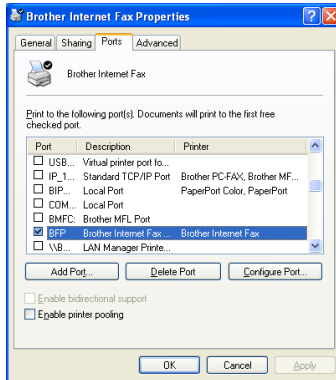 Brother Internet Fax Properties
General Sharing Ports Advanced
Brother Internet Fax
Print to the following port(s). Documents will print to the first free
checked port.
Port Description Printer
USB... Virtual printer port fo...
IP_1... Standard TCP/IP Port Brother PC-FAX, Brother MF...
BIP... Local Port PaperPort Color, PaperPort
COM... Local Port
BMFC: Brother MFL Port
BFP Brother Internet Fax ... Brother Internet Fax
\\B... LAN Manager Printe...
Add Port... Delete Port Configure Port...
Enable bidirectional support
Enable printer pooling
OK Cancel Apply